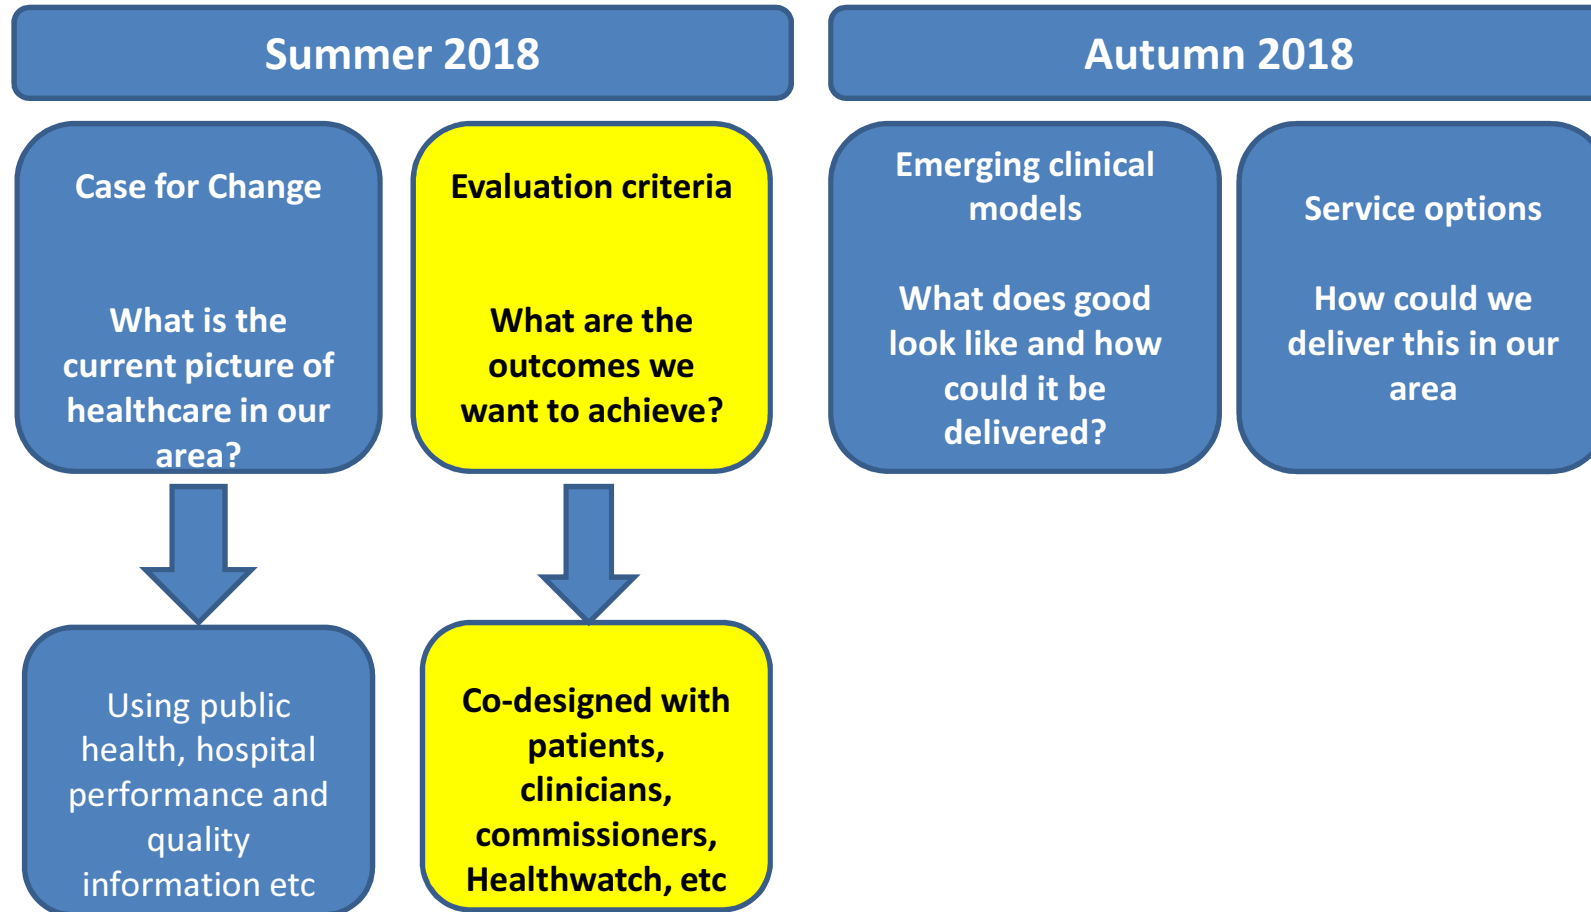 Summer 2018
Autumn 2018
Case for Change
What is the
current picture of
healthcare in our
area?
Evaluation criteria
What are the
outcomes we
want to achieve?
Emerging clinical
models
What does good
look like and how
could it be
delivered?
Service options
How could we
deliver this in our
area
Using public
health, hospital
performance and
quality
information etc
Co-designed with
patients,
clinicians,
commissioners,
Healthwatch, etc